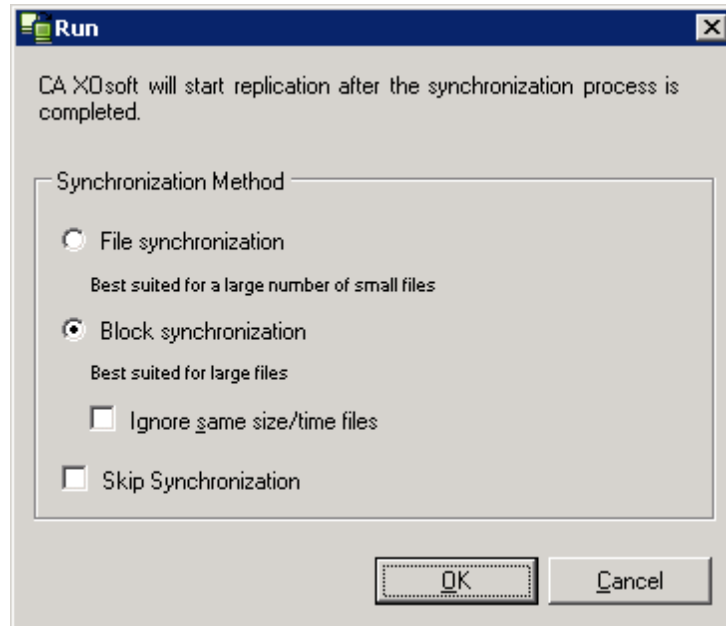 Run
CA XOsoft will start replication after the synchronization process is
completed.
Synchronization Method
File synchronization
Best suited for a large number of small files
Block synchronization
Best suited for large files
Ignore same size/time files
Skip Synchronization
OK Cancel